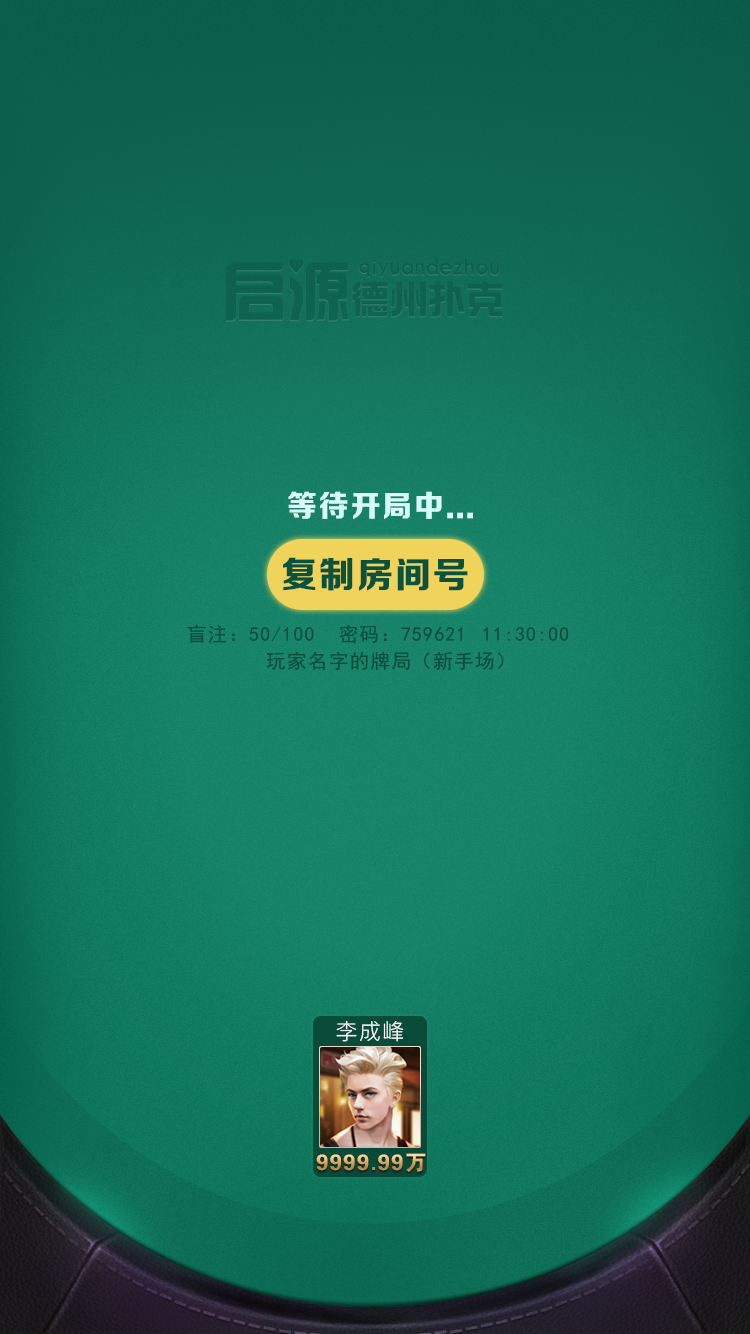 qiyuandezhou
启源德州扑克
等待开局中...
复制房间号
盲注：50/100 密码：759621 11:30:00
玩家名字的牌局（新手场）
李成峰
9999.99万